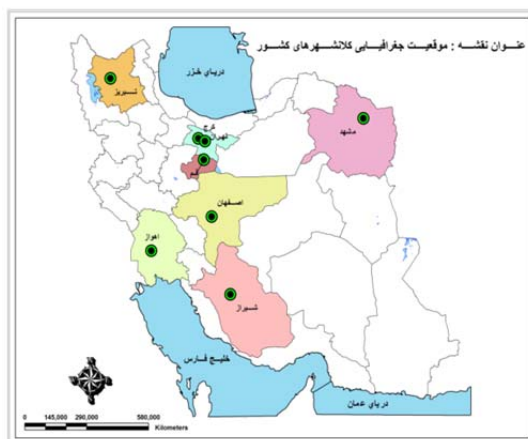 عنوان نقشه : موقعیت جغرافیایی کلانشهرهای کشور
دریای خزر
تبریز
مشهد
کرج
تهران
قم
اصفهان
اهواز
شیراز
خلیج فارس
دریای عمان
0 145,000 290,000 580,000
Kilometers